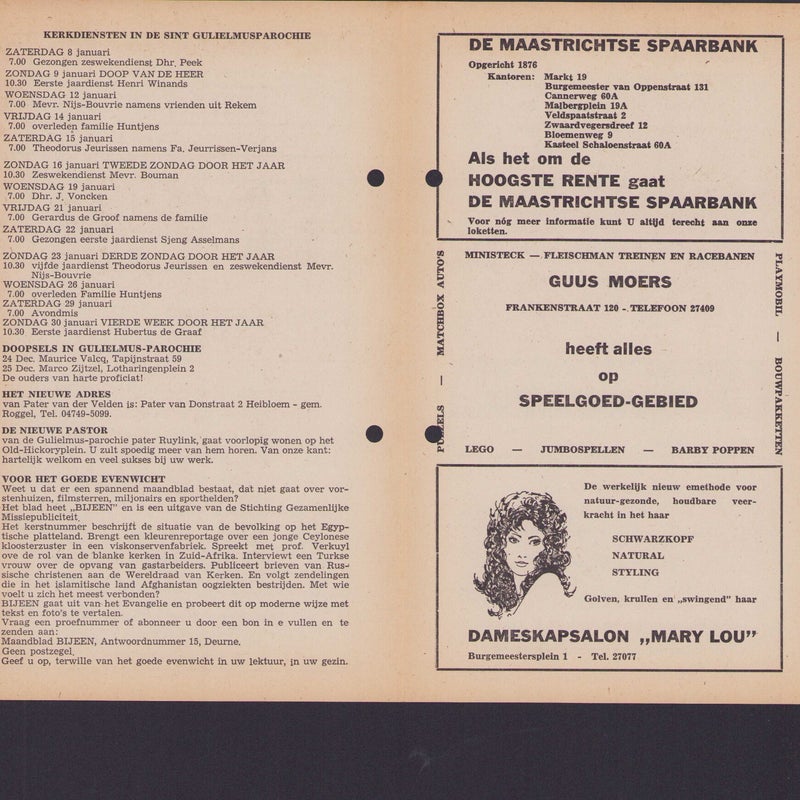 KERKDIENSTEN IN DE SINT GULIELMUSPAROCHIE
ZATERDAG 8 januari
7.00 Gezongen zeswekendienst Dhr. Peek
ZONDAG 9 januari DOOP VAN DE HEER
10.30 Eerste jaardienst Henri Winands
WOENSDAG 12 januari
7.00 Mevr. Nijs-Bouvrie namens vrienden uit Rekem
VRIJDAG 14 januari
7.00 overleden familie Huntjens
ZATERDAG 15 januari
7.00 Theodorus Jeurissen namens Fa. Jeurrissen-Verjans
ZONDAG 16 januari TWEEDE ZONDAG DOOR HET JAAR
10.30 Zeswekendienst Mevr. Bouman
WOENSDAG 19 januari
7.00 Dhr. J. Voncken
VRIJDAG 21 januari
7.00 Gerardus de Groof namens de familie
ZATERDAG 22 januari
7.00 Gezongen eerste jaardienst Sjeng Asselmans
ZONDAG 23 januari DERDE ZONDAG DOOR HET JAAR
10.30 vijfde jaardienst Theodorus Jeurissen en zeswekendienst Mevr.
Nijs-Bouvrie
WOENSDAG 26 januari
7.00 overleden Familie Huntjens
ZATERDAG 29 januari
7.00 Avondmis
ZONDAG 30 januari VIERDE WEEK DOOR HET JAAR
10.30 Eerste jaardienst Hubertus de Graaf
DOOPSELS IN GULIELMUS-PAROCHIE
24 Dec. Maurice Valcq, Tapijnstraat 59
25 Dec. Marco Zijtzel, Lotharingenplein 2
De ouders van harte proficiat!
HET NIEUWE ADRES
van Pater van der Velden is: Pater van Donstraat 2 Heibloem - gem.
Roggel, Tel. 04749-5099.
DE NIEUWE PASTOR
van de Gulielmus-parochie pater Ruylink, gaat voorlopig wonen op het
Old-Hickoryplein. U zult spoedig meer van hem horen. Van onze kant:
hartelijk welkom en veel sukses bij uw werk.
VOOR HET GOEDE EVENWICHT
Weet u dat er een spannend maandblad bestaat, dat niet gaat over vor-
stenhuizen, filmsterren, miljonairs en sporthelden?
Het blad heet „BIJEEN" en is een uitgave van de Stichting Gezamenlijke
Missiepubliciteit.
Het kerstnummer beschrijft de situatie van de bevolking op het Egyp-
tische platteland. Brengt een kleurenreportage over een jonge Ceylonese
kloosterzuster in een viskonservenfabriek. Spreekt met prof. Verkuyl
ove de rol van de blanke kerken in Zuid-Afrika. Interviewt een Turkse
vrouw over de opvang van gastarbeiders. Publiceert brieven van Rus-
sische christenen aan de Wereldraad van Kerken. En volgt zendelingen
die in het islamitische land Afghanistan oogziekten bestrijden. Met wie
voelt u zich het meest verbonden?
BIJEEN gaat uit van het Evangelie en probeert dit op moderne wijze met
tekst en foto's te vertalen.
Vraag een proefnummer of abonneer u door een bon in e vullen en te
zenden aan:
Maandblad BIJEEN, Antwoordnummer 15, Deurne.
Geen postzegel.
Geef u op, terwille van het goede evenwicht in uw lektuur, in uw gezin.
DE MAASTRICHTSE SPAARBANK
Opgericht 1876
Kantoren: Markt 19
Burgemeester van Oppenstraat 131
Cannerweg 60A
Malbergplein 19A
Veldspaatstraat 2
Zwaardvegersdreef 12
Bloemenweg 9
Kasteel Schaloenstraat 60A
Als het om de
HOOGSTE RENTE gaat
DE MAASTRICHTSE SPAARBANK
Voor nóg meer informatie kunt U altijd terecht aan onze
loketten.
MINISTECK — FLEISCHMAN TREINEN EN RACEBANEN
PUZZELS — MATCHBOX AUTO'S
GUUS MOERS
FRANKENSTRAAT 120 - TELEFOON 27409
heeft alles
op
SPEELGOED-GEBIED
PLAYMOBIL — BOUWPAKKETTEN
LEGO — JUMBOSPELLEN — BARBY POPPEN
De werkelijk nieuw emethode voor
natuur-gezonde, houdbare veer-
kracht in het haar
SCHWARZKOPF
NATURAL
STYLING
Golven, krullen en „swingend" haar
DAMESKAPSALON „MARY LOU"
Burgemeestersplein 1 - Tel. 27077